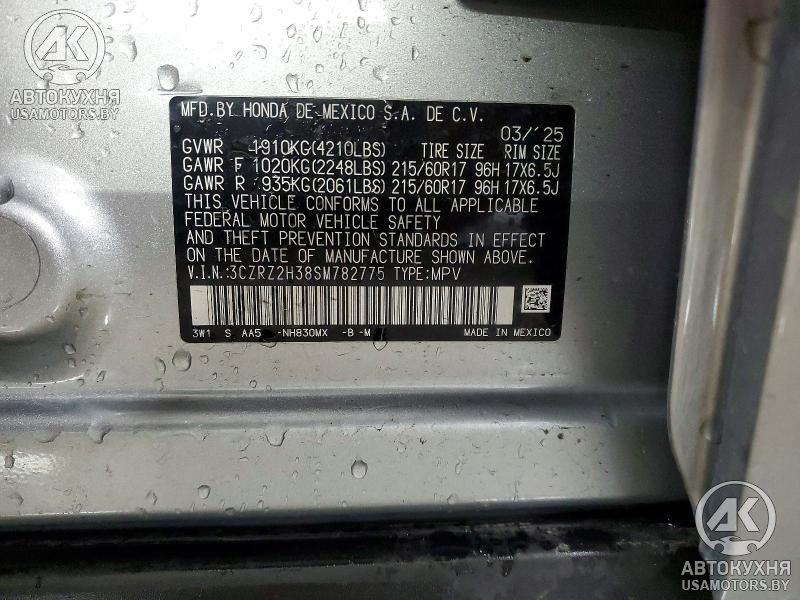 AK
АВТОКУХНЯ
USAMOTORS.BY
MFD.BY HONDA DE MEXICO S.A. DE C.V.
03/'25
GVWR 1910KG(4210LBS) TIRE SIZE RIM SIZE
GAWR F 1020KG(2248LBS) 215/60R17 96H 17X6.5J
GAWR R 935KG(2061LBS) 215/60R17 96H 17X6.5J
THIS VEHICLE CONFORMS TO ALL APPLICABLE
FEDERAL MOTOR VEHICLE SAFETY
AND THEFT PREVENTION STANDARDS IN EFFECT
ON THE DATE OF MANUFACTURE SHOWN ABOVE.
V.I.N.:3CZRZ2H38SM782775 TYPE:MPV
3W1 S AA5 -NH830MX -B-M MADE IN MEXICO
AK
АВТОКУХНЯ
USAMOTORS.BY